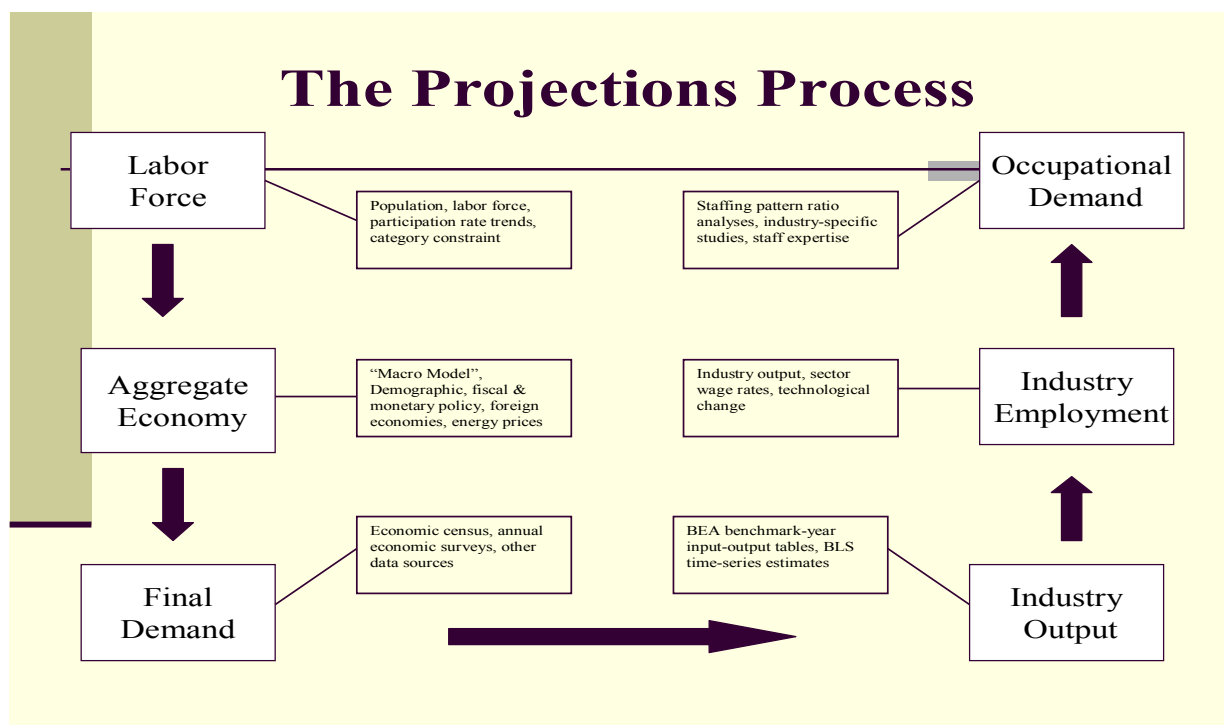 The Projections Process
Labor
Force
Population, labor force,
participation rate trends,
category constraint
Staffing pattern ratio
analyses, industry-specific
studies, staff expertise
Occupational
Demand
Aggregate
Economy
“Macro Model”,
Demographic, fiscal &
monetary policy, foreign
economies, energy prices
Industry output, sector
wage rates, technological
change
Industry
Employment
Final
Demand
Economic census, annual
economic surveys, other
data sources
BEA benchmark-year
input-output tables, BLS
time-series estimates
Industry
Output